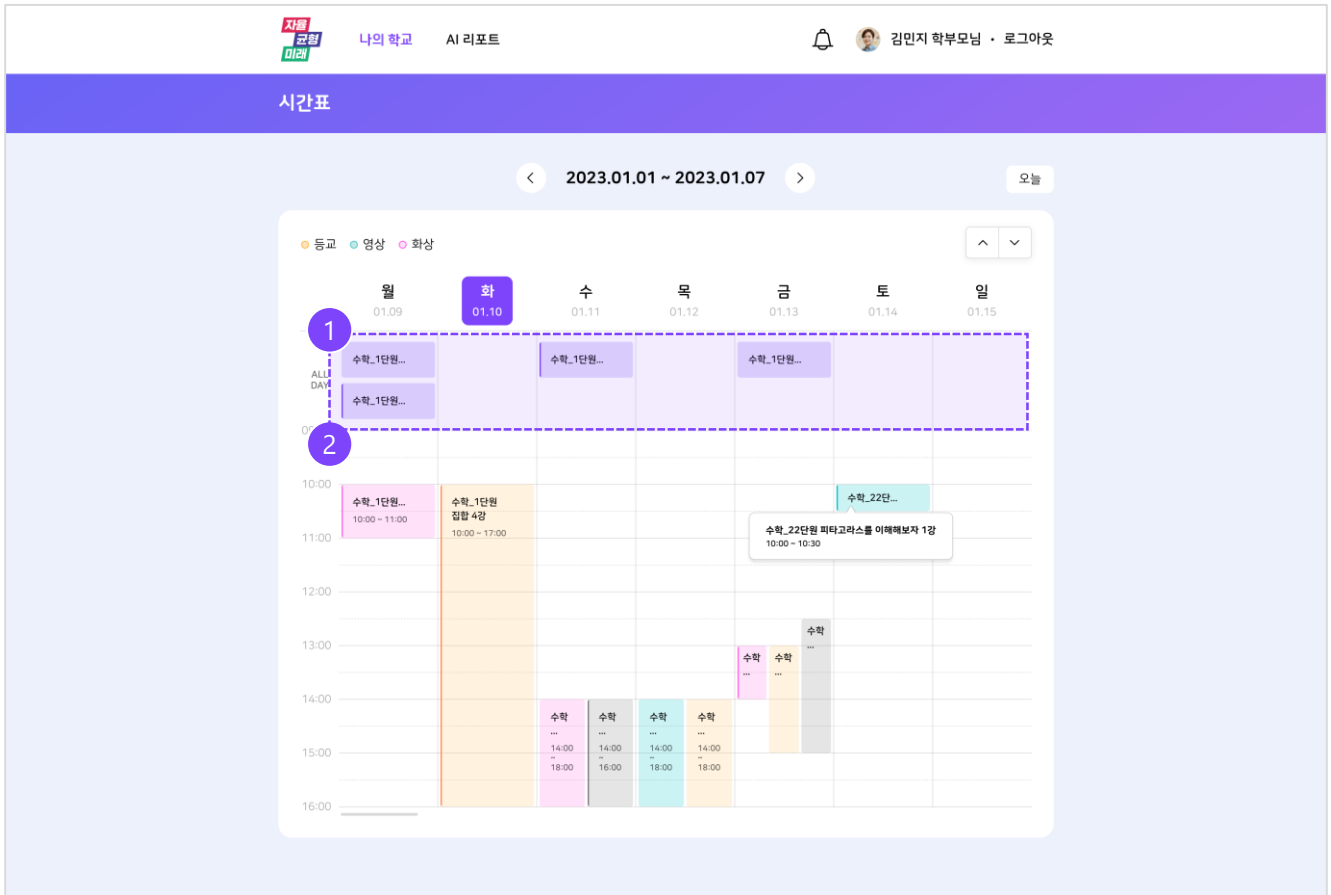 자율
균형
미래
나의 학교
AI 리포트
김민지 학부모님 • 로그아웃
시간표
2023.01.01 ~ 2023.01.07
오늘
등교
영상
화상
월
01.09
화
01.10
수
01.11
목
01.12
금
01.13
토
01.14
일
01.15
1
ALL
DAY
수학_1단원...
수학_1단원...
수학_1단원...
수학_1단원...
2
10:00
수학_1단원...
10:00 ~ 11:00
수학_1단원
집합 4강
10:00 ~ 17:00
수학_22단...
수학_22단원 피타고라스를 이해해보자 1강
10:00 ~ 10:30
11:00
12:00
13:00
수학
...
수학
...
수학
...
14:00
수학
...
14:00
~
18:00
수학
...
14:00
~
16:00
수학
...
14:00
~
18:00
수학
...
14:00
~
18:00
15:00
16:00